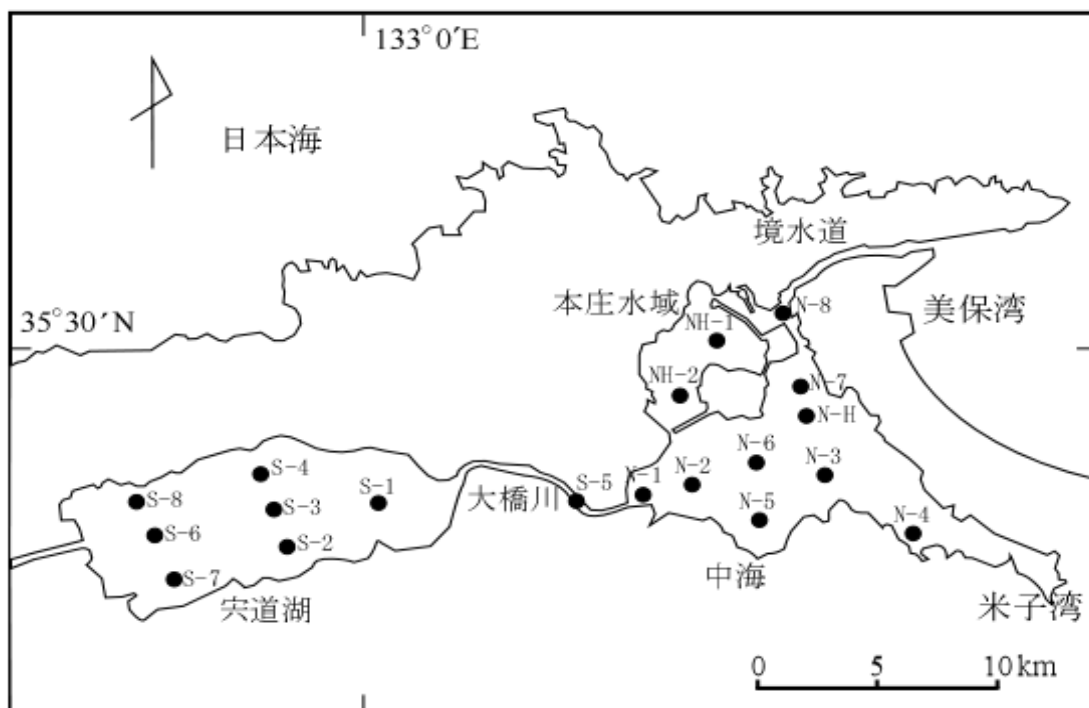 133°0′E
日本海
境水道
本庄水域
N-8
35°30′N
NH-1
美保湾
NH-2
N-7
N-H
S-4
N-6
N-3
S-8
S-3
S-1
大橋川
S-5
N-1
N-2
S-6
S-2
N-5
N-4
S-7
宍道湖
中海
米子湾
0 5 10 km